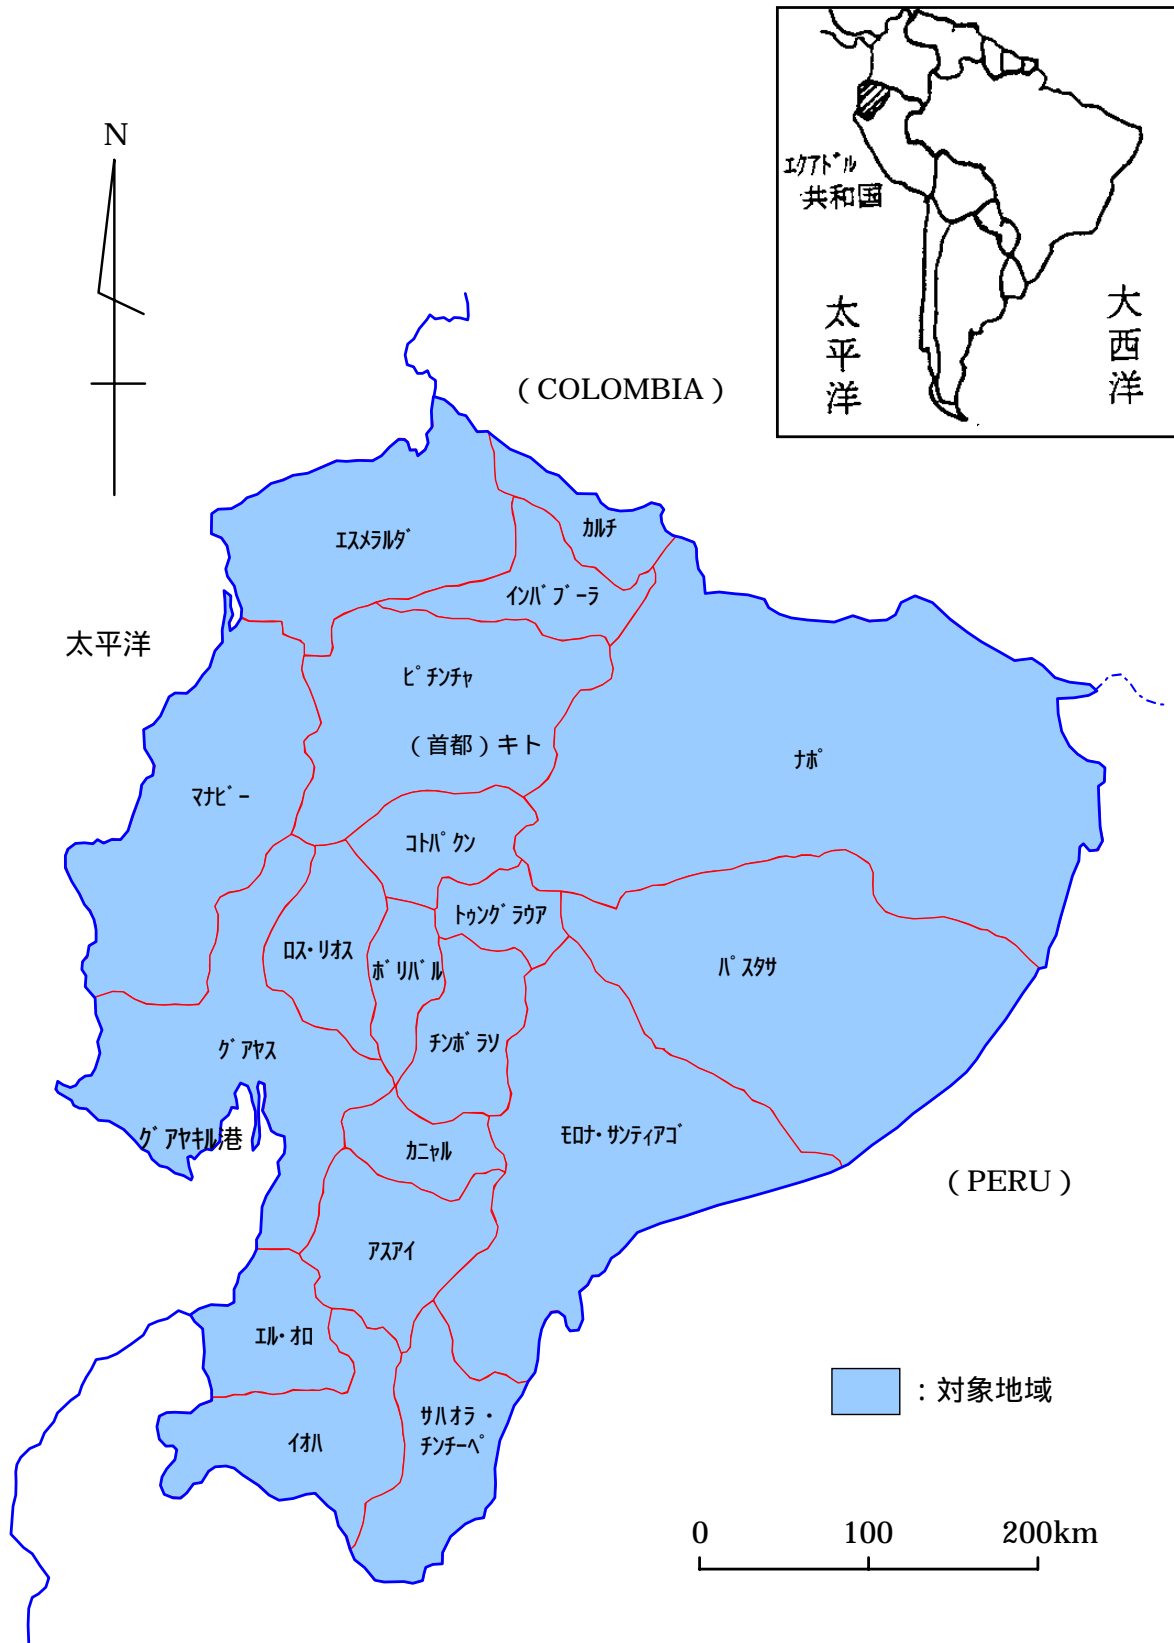 N
エクアドル
共和国
太平洋
大西洋
(COLOMBIA)
エスメラルダ
カルチ
インバブーラ
太平洋
ピチンチャ
(首都)キト
ナポ
マナビー
コトパクン
トゥングラウア
ロス・リオス
ボリバル
パスタサ
チンボラソ
グアヤス
グアヤキル港
カニャル
モロナ・サンティアゴ
(PERU)
アスアイ
エル・オロ
:対象地域
サハオラ・
チンチーペ
イオハ
0 100 200km